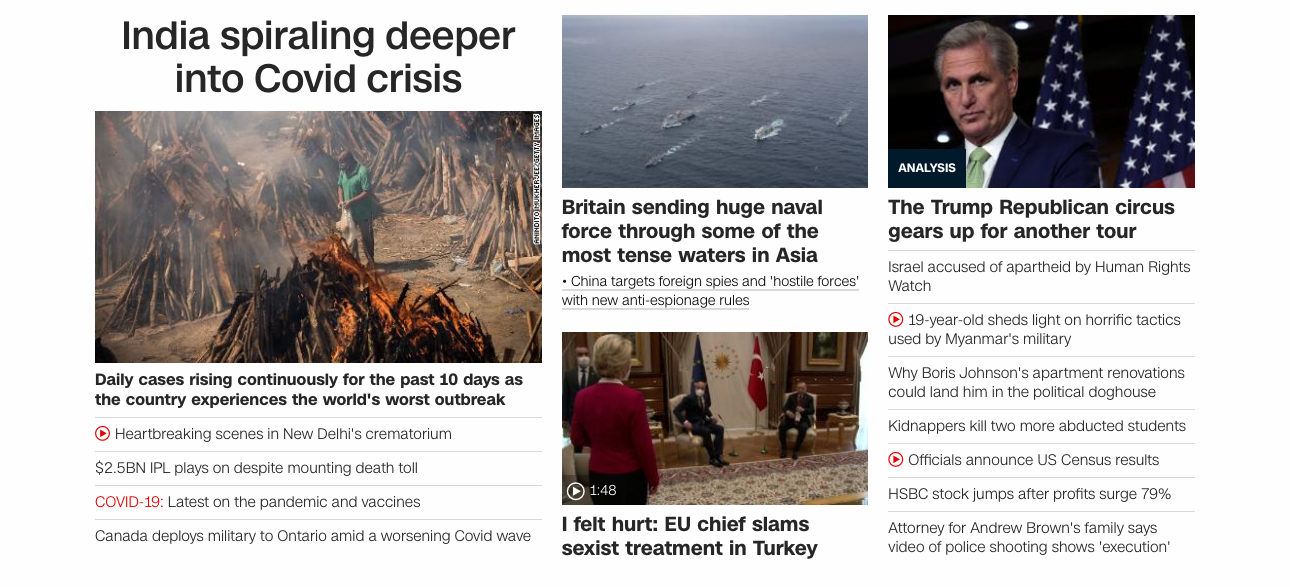 India spiraling deeper
into Covid crisis
ANINDITO MUKHERJEE/GETTY IMAGES
Daily cases rising continuously for the past 10 days as
the country experiences the world's worst outbreak
Heartbreaking scenes in New Delhi's crematorium
$2.5BN IPL plays on despite mounting death toll
COVID-19: Latest on the pandemic and vaccines
Canada deploys military to Ontario amid a worsening Covid wave
Britain sending huge naval
force through some of the
most tense waters in Asia
• China targets foreign spies and 'hostile forces'
with new anti-espionage rules
1:48
I felt hurt: EU chief slams
sexist treatment in Turkey
ANALYSIS
The Trump Republican circus
gears up for another tour
Israel accused of apartheid by Human Rights
Watch
19-year-old sheds light on horrific tactics
used by Myanmar's military
Why Boris Johnson's apartment renovations
could land him in the political doghouse
Kidnappers kill two more abducted students
Officials announce US Census results
HSBC stock jumps after profits surge 79%
Attorney for Andrew Brown's family says
video of police shooting shows 'execution'